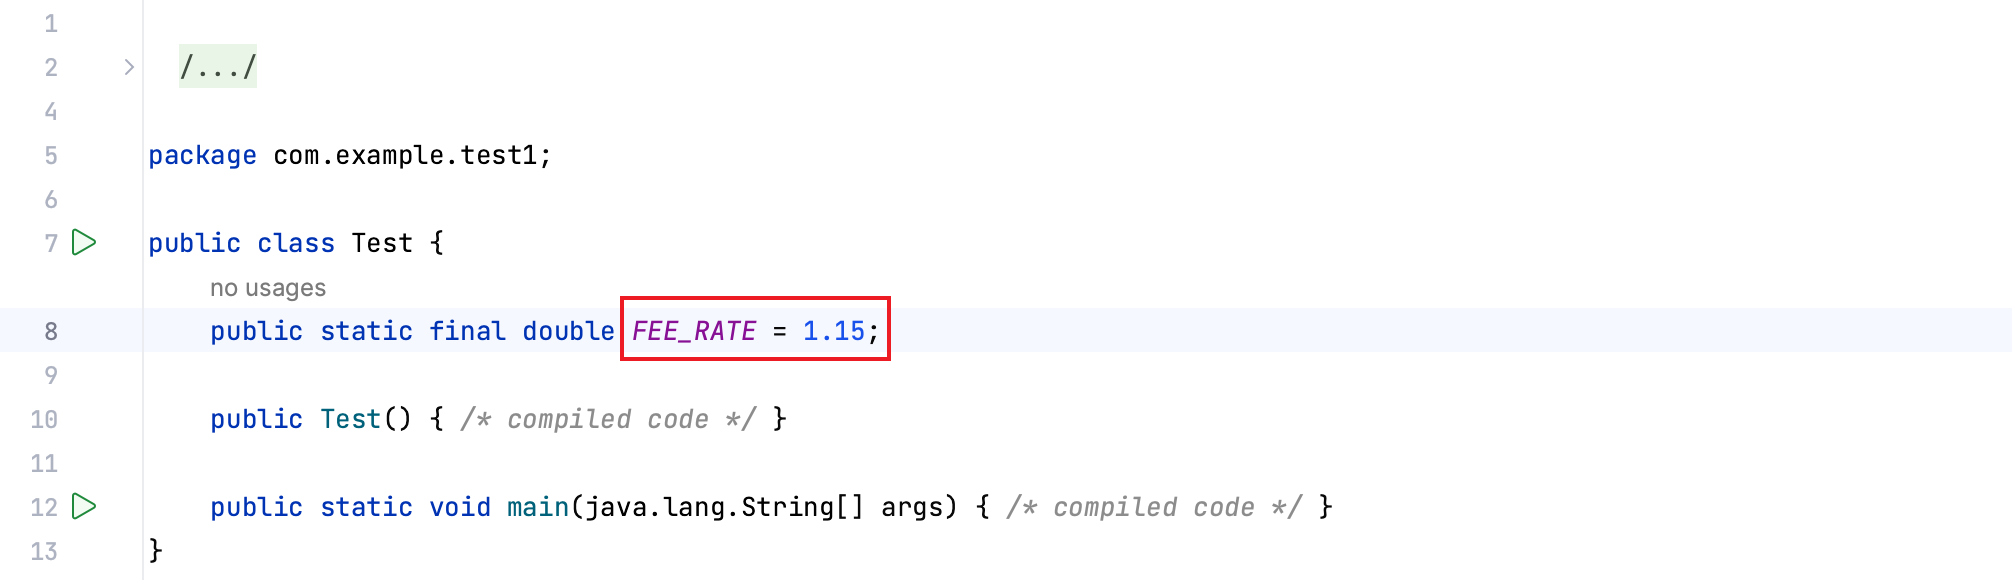 1
2 /.../
4
5 package com.example.test1;
6
7 public class Test {
no usages
8 public static final double FEE_RATE = 1.15;
9
10 public Test() { /* compiled code */ }
11
12 public static void main(java.lang.String[] args) { /* compiled code */ }
13 }